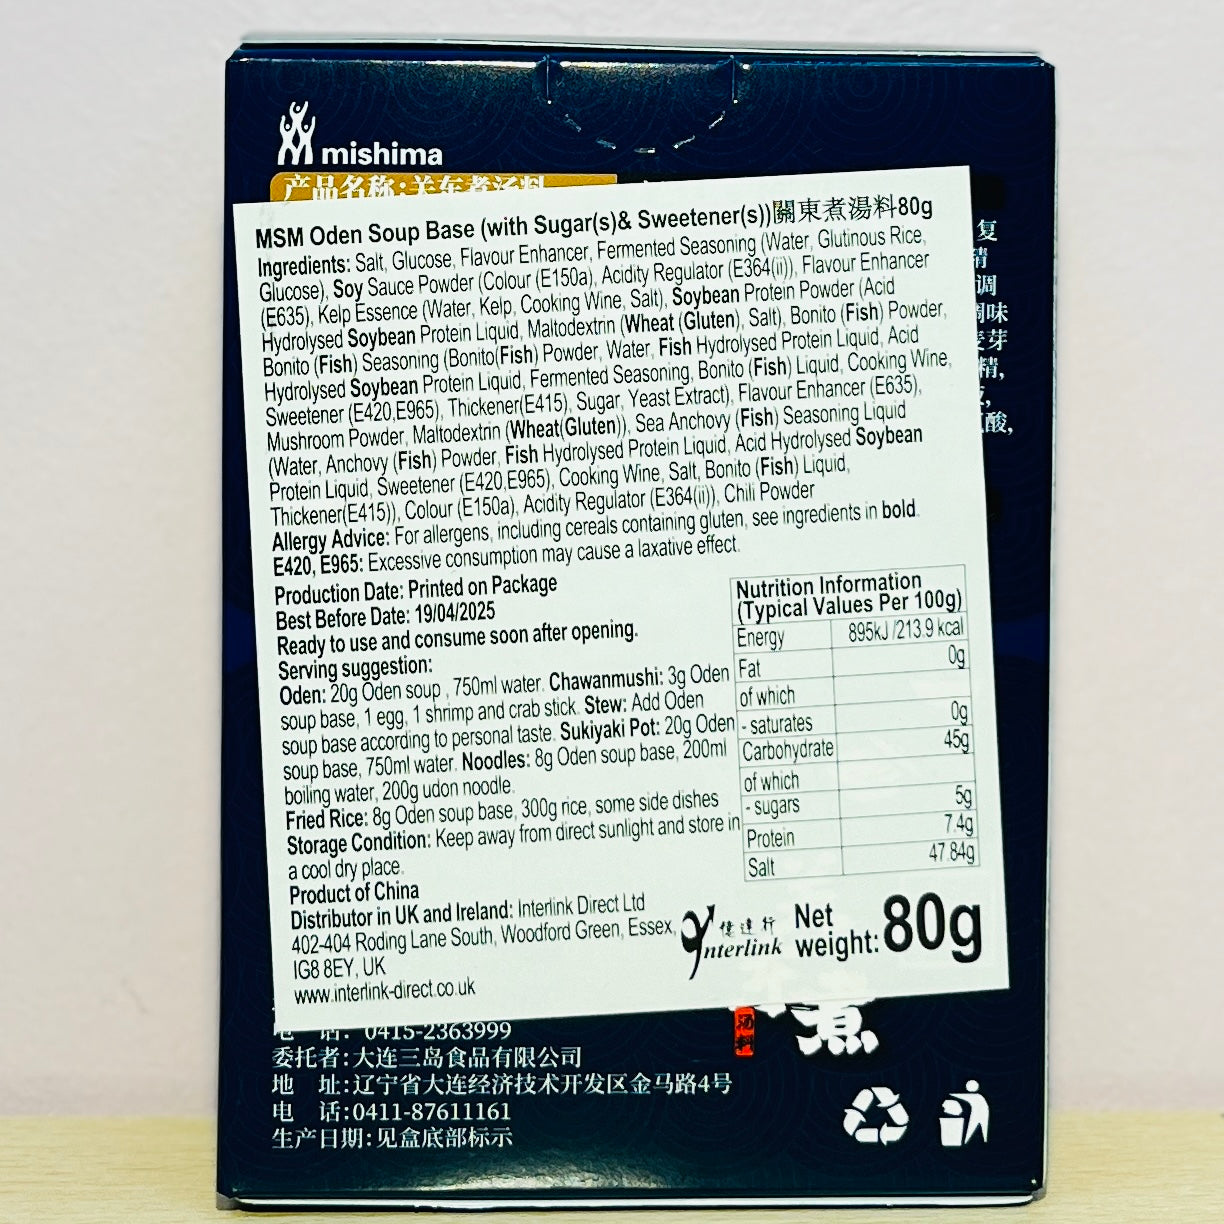 mishima
产品名称:关东煮汤料
复
精
调
味
麦芽
精,
酸,
MSM Oden Soup Base (with Sugar(s)& Sweetener(s))關東煮湯料80g
Ingredients: Salt, Glucose, Flavour Enhancer, Fermented Seasoning (Water, Glutinous Rice,
Glucose), Soy Sauce Powder (Colour (E150a), Acidity Regulator (E364(ii)), Flavour Enhancer
(E635), Kelp Essence (Water, Kelp, Cooking Wine, Salt), Soybean Protein Powder (Acid
Hydrolysed Soybean Protein Liquid, Maltodextrin (Wheat (Gluten), Salt), Bonito (Fish) Powder,
Bonito (Fish) Seasoning (Bonito(Fish) Powder, Water, Fish Hydrolysed Protein Liquid, Acid
Hydrolysed Soybean Protein Liquid, Fermented Seasoning, Bonito (Fish) Liquid, Cooking Wine,
Sweetener (E420,E965), Thickener(E415), Sugar, Yeast Extract), Flavour Enhancer (E635),
Mushroom Powder, Maltodextrin (Wheat(Gluten)), Sea Anchovy (Fish) Seasoning Liquid
(Water, Anchovy (Fish) Powder, Fish Hydrolysed Protein Liquid, Acid Hydrolysed Soybean
Protein Liquid, Sweetener (E420,E965), Cooking Wine, Salt, Bonito (Fish) Liquid,
Thickener(E415)), Colour (E150a), Acidity Regulator (E364(ii)), Chili Powder
Allergy Advice: For allergens, including cereals containing gluten, see ingredients in bold.
E420, E965: Excessive consumption may cause a laxative effect.
Production Date: Printed on Package
Best Before Date: 19/04/2025
Ready to use and consume soon after opening.
Serving suggestion:
Oden: 20g Oden soup , 750ml water. Chawanmushi: 3g Oden
soup base, 1 egg, 1 shrimp and crab stick. Stew: Add Oden
soup base according to personal taste. Sukiyaki Pot: 20g Oden
soup base, 750ml water. Noodles: 8g Oden soup base, 200ml
boiling water, 200g udon noodle.
Fried Rice: 8g Oden soup base, 300g rice, some side dishes
Storage Condition: Keep away from direct sunlight and store in
a cool dry place.
Product of China
Distributor in UK and Ireland: Interlink Direct Ltd
402-404 Roding Lane South, Woodford Green, Essex,
IG8 8EY, UK
www.interlink-direct.co.uk
Nutrition Information
(Typical Values Per 100g)
Energy 895kJ /213.9 kcal
Fat 0g
of which
- saturates 0g
Carbohydrate 45g
of which
- sugars 5g
Protein 7.4g
Salt 47.84g
億達行
Interlink
Net
weight: 80g
煮
汤料
电 话: 0415-2363999
委托者:大连三岛食品有限公司
地 址:辽宁省大连经济技术开发区金马路4号
电 话:0411-87611161
生产日期:见盒底部标示